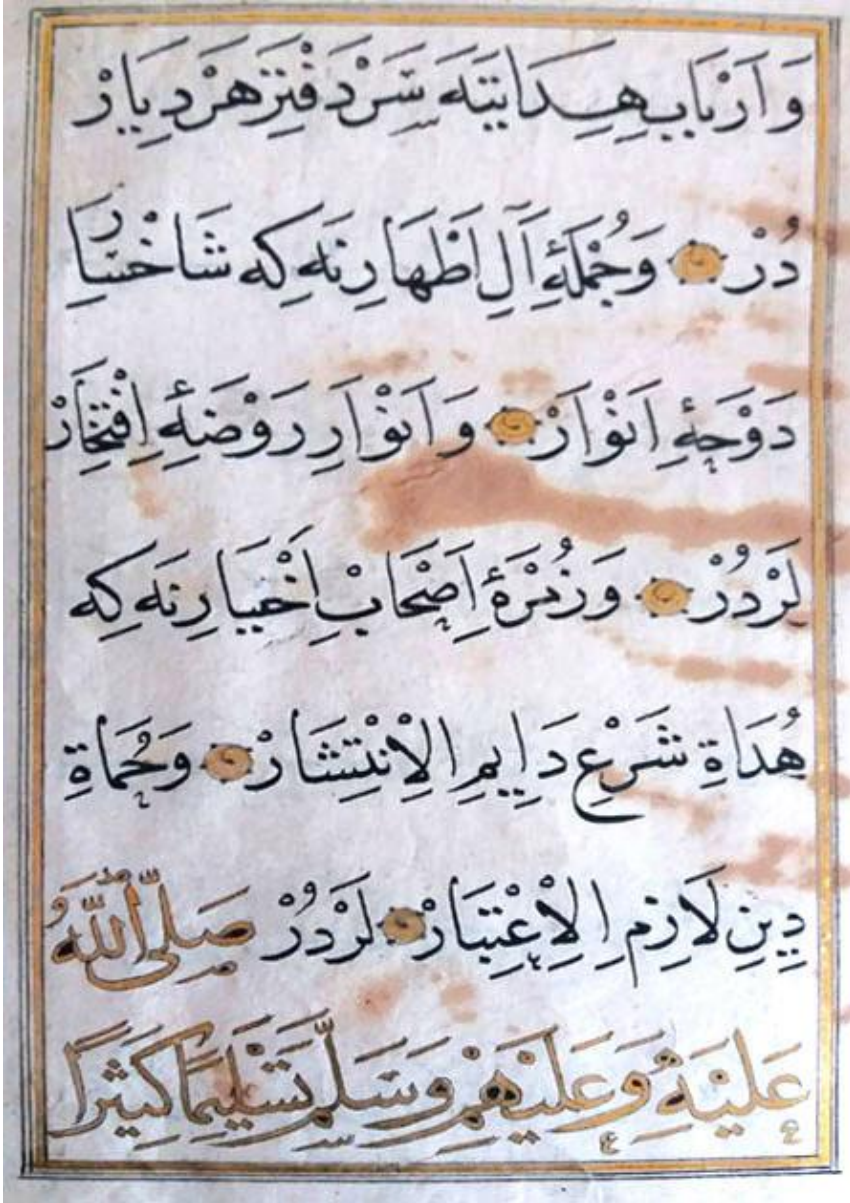 وَاَرْبَابِ هِدَايَتَهَ سَرْدَفْتَرِ هَرْ دِيَارْ
دُرْ وَجُمْلَهٔ آلِ اَطْهَارِنَه كِه شَاخْسَارِ
دَوْحَهٔ اَنْوَارْ وَاَنْوَارِ رَوْضَهٔ اِفْتِخَارْ
لَرْدُرْ وَزُمْرَهٔ اَصْحَابِ اَخْيَارِنَه كِه
هُدَاةِ شَرْعِ دَايِمِ الْاِنْتِشَارْ وَحُمَاةِ
دِينِ لَازِمِ الْاِعْتِبَارْ لَرْدُرْ صَلَّى اللّٰهُ
عَلَيْهِ وَعَلَيْهِمْ وَسَلَّمَ تَسْلِيمًا كَثِيرًا